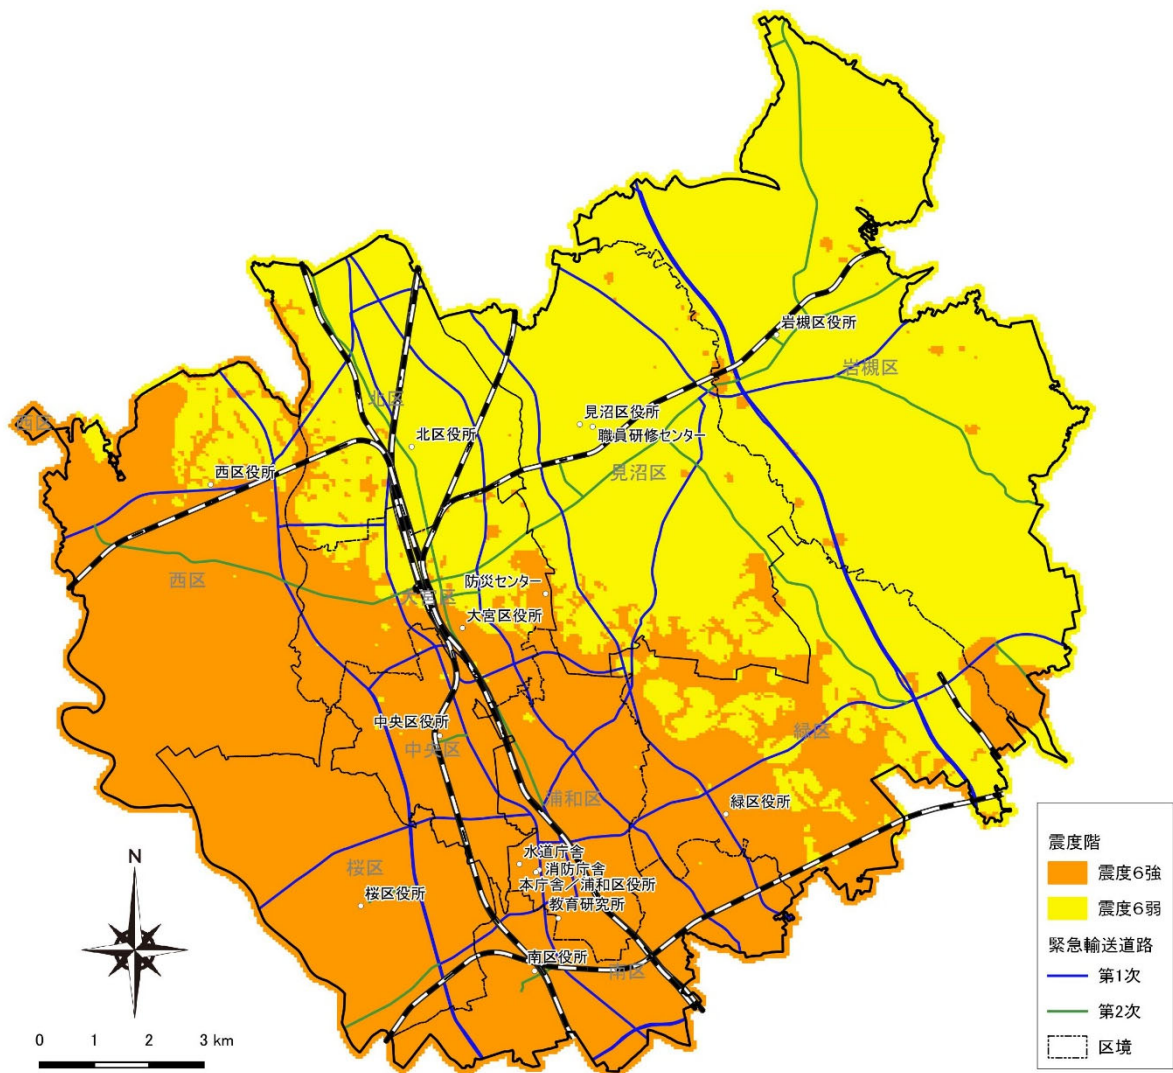 岩槻区役所
岩槻区
見沼区役所
職員研修センター
北区
北区役所
西区
西区役所
見沼区
西区
防災センター
大宮区
大宮区役所
中央区役所
中央区
緑区
浦和区
緑区役所
水道庁舎
消防庁舎
本庁舎／浦和区役所
教育研究所
桜区
桜区役所
南区役所
南区
N
0 1 2 3 km
震度階
震度6強
震度6弱
緊急輸送道路
第1次
第2次
区境